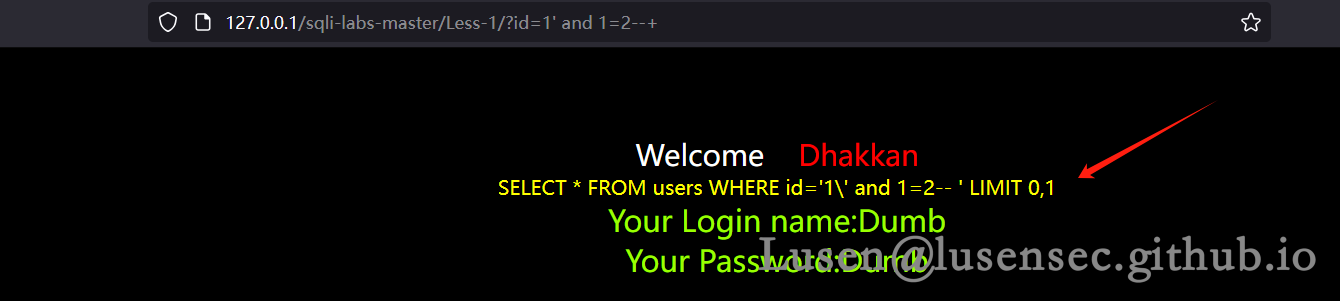 127.0.0.1/sqli-labs-master/Less-1/?id=1' and 1=2--+
Welcome Dhakkan
SELECT * FROM users WHERE id='1\' and 1=2-- ' LIMIT 0,1
Your Login name:Dumb
Your Password:Dumb
Lusen@lusensec.github.io